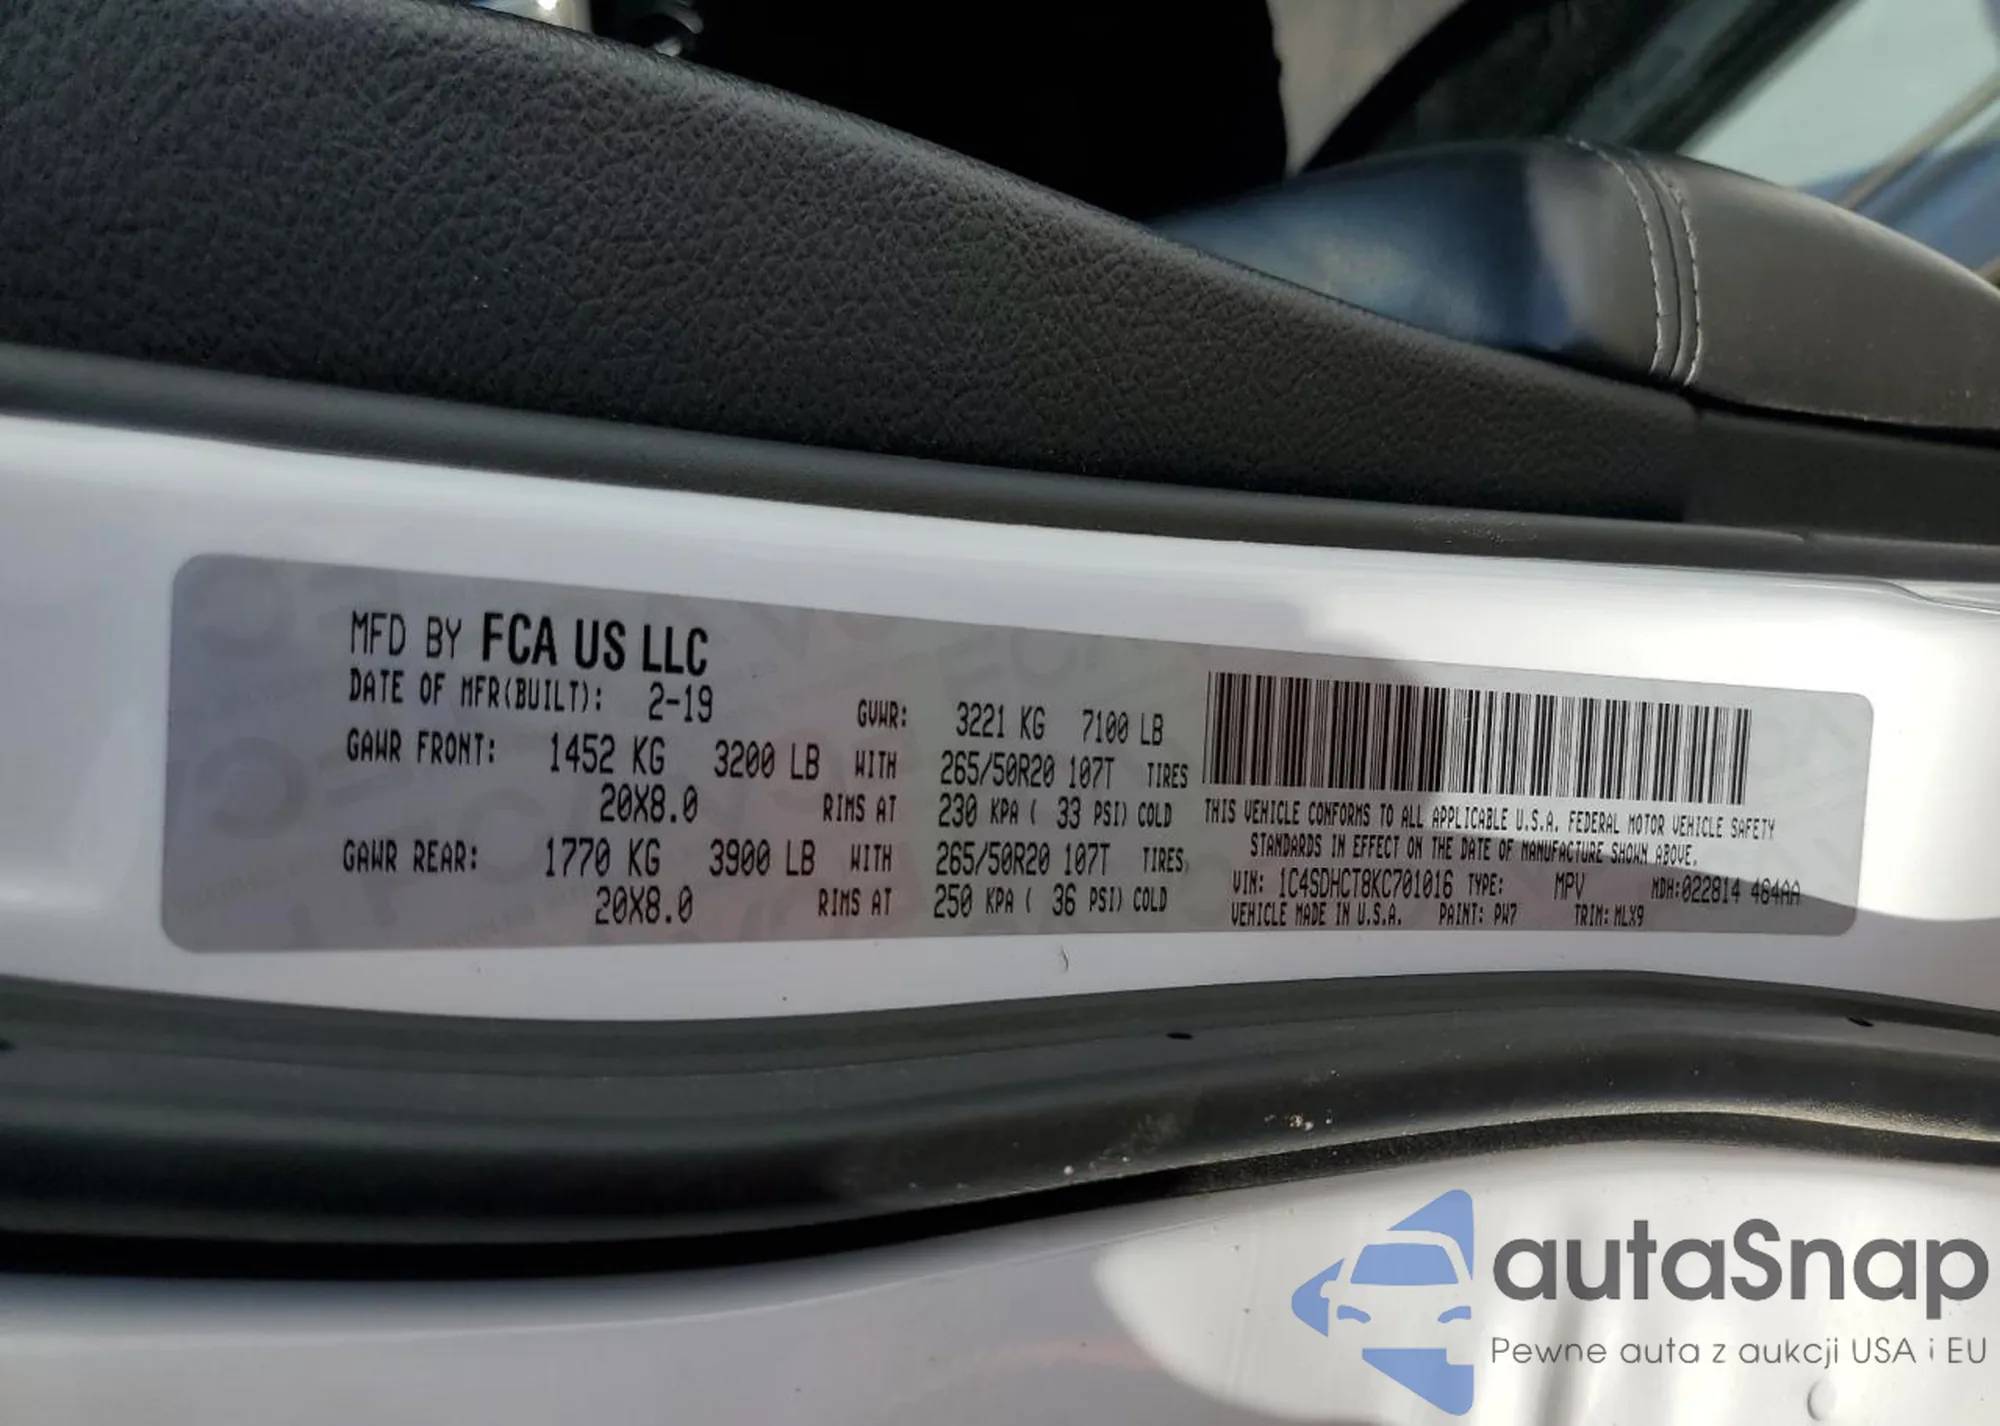 MFD BY FCA US LLC
DATE OF MFR(BUILT): 2-19 GVWR: 3221 KG 7100 LB
GAWR FRONT: 1452 KG 3200 LB WITH 265/50R20 107T TIRES
20X8.0 RIMS AT 230 KPA ( 33 PSI) COLD
GAWR REAR: 1770 KG 3900 LB WITH 265/50R20 107T TIRES,
20X8.0 RIMS AT 250 KPA ( 36 PSI) COLD
THIS VEHICLE CONFORMS TO ALL APPLICABLE U.S.A. FEDERAL MOTOR VEHICLE SAFETY
STANDARDS IN EFFECT ON THE DATE OF MANUFACTURE SHOWN ABOVE.
VIN: 1C4SDHCT8KC701016 TYPE: MPV MDH:022814 464AA
VEHICLE MADE IN U.S.A. PAINT: PW7 TRIM: MLX9
autaSnap
Pewne auta z aukcji USA i EU